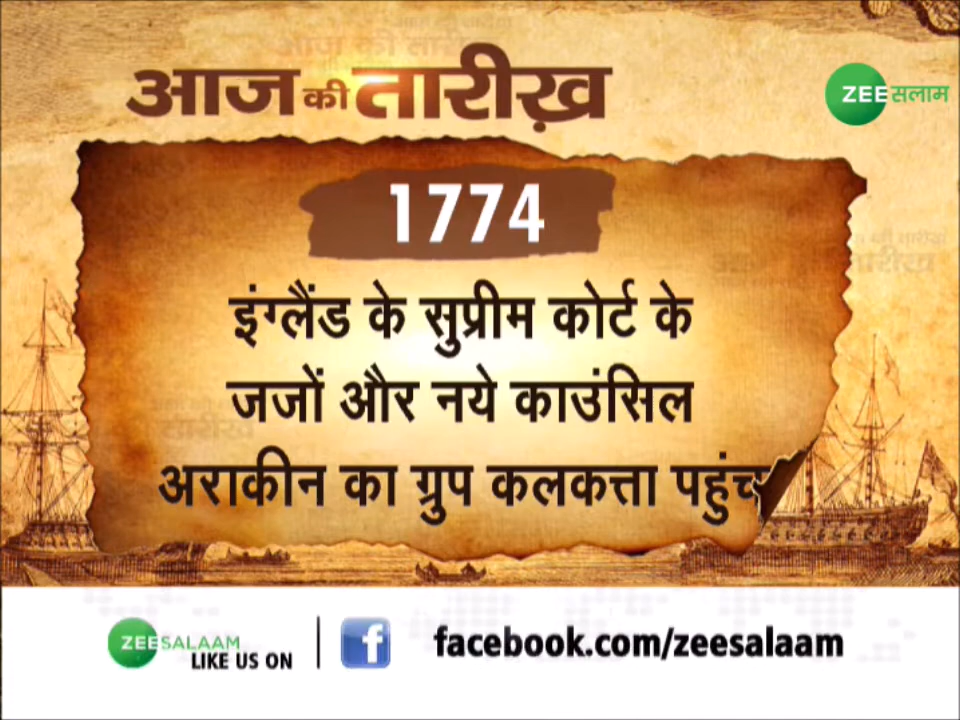 आज की तारीख़
ZEE सलाम
1774
इंग्लैंड के सुप्रीम कोर्ट के
जजों और नये काउंसिल
अराकीन का ग्रुप कलकत्ता
ZEE SALAAM
LIKE US ON
f
facebook.com/zeesalaam